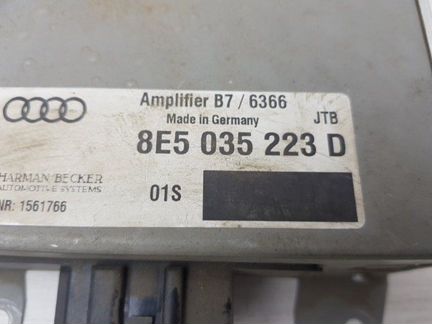 Amplifier B7 / 6366
Made in Germany
JTB
8E5 035 223 D
HARMAN/BECKER
AUTOMOTIVE SYSTEMS
01S
NR: 1561766